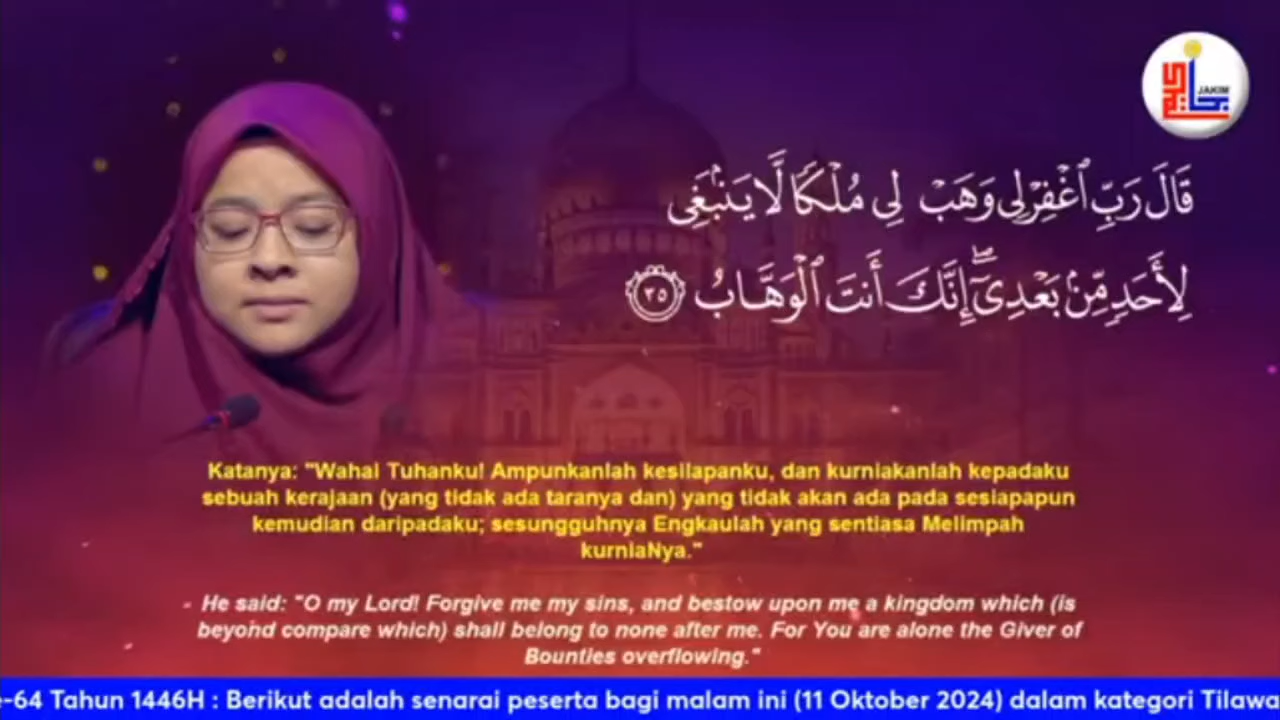 JAKIM
قَالَ رَبِّ ٱغْفِرْ لِى وَهَبْ لِى مُلْكًا لَّا يَنۢبَغِى
لِأَحَدٍ مِّنۢ بَعْدِىٓ ۖ إِنَّكَ أَنتَ ٱلْوَهَّابُ ٣٥
Katanya: "Wahai Tuhanku! Ampunkanlah kesilapanku, dan kurniakanlah kepadaku
sebuah kerajaan (yang tidak ada taranya dan) yang tidak akan ada pada sesiapapun
kemudian daripadaku; sesungguhnya Engkaulah yang sentiasa Melimpah
kurniaNya."
He said: "O my Lord! Forgive me my sins, and bestow upon me a kingdom which (is
beyond compare which) shall belong to none after me. For You are alone the Giver of
Bounties overflowing."
e-64 Tahun 1446H : Berikut adalah senarai peserta bagi malam ini (11 Oktober 2024) dalam kategori Tilawa